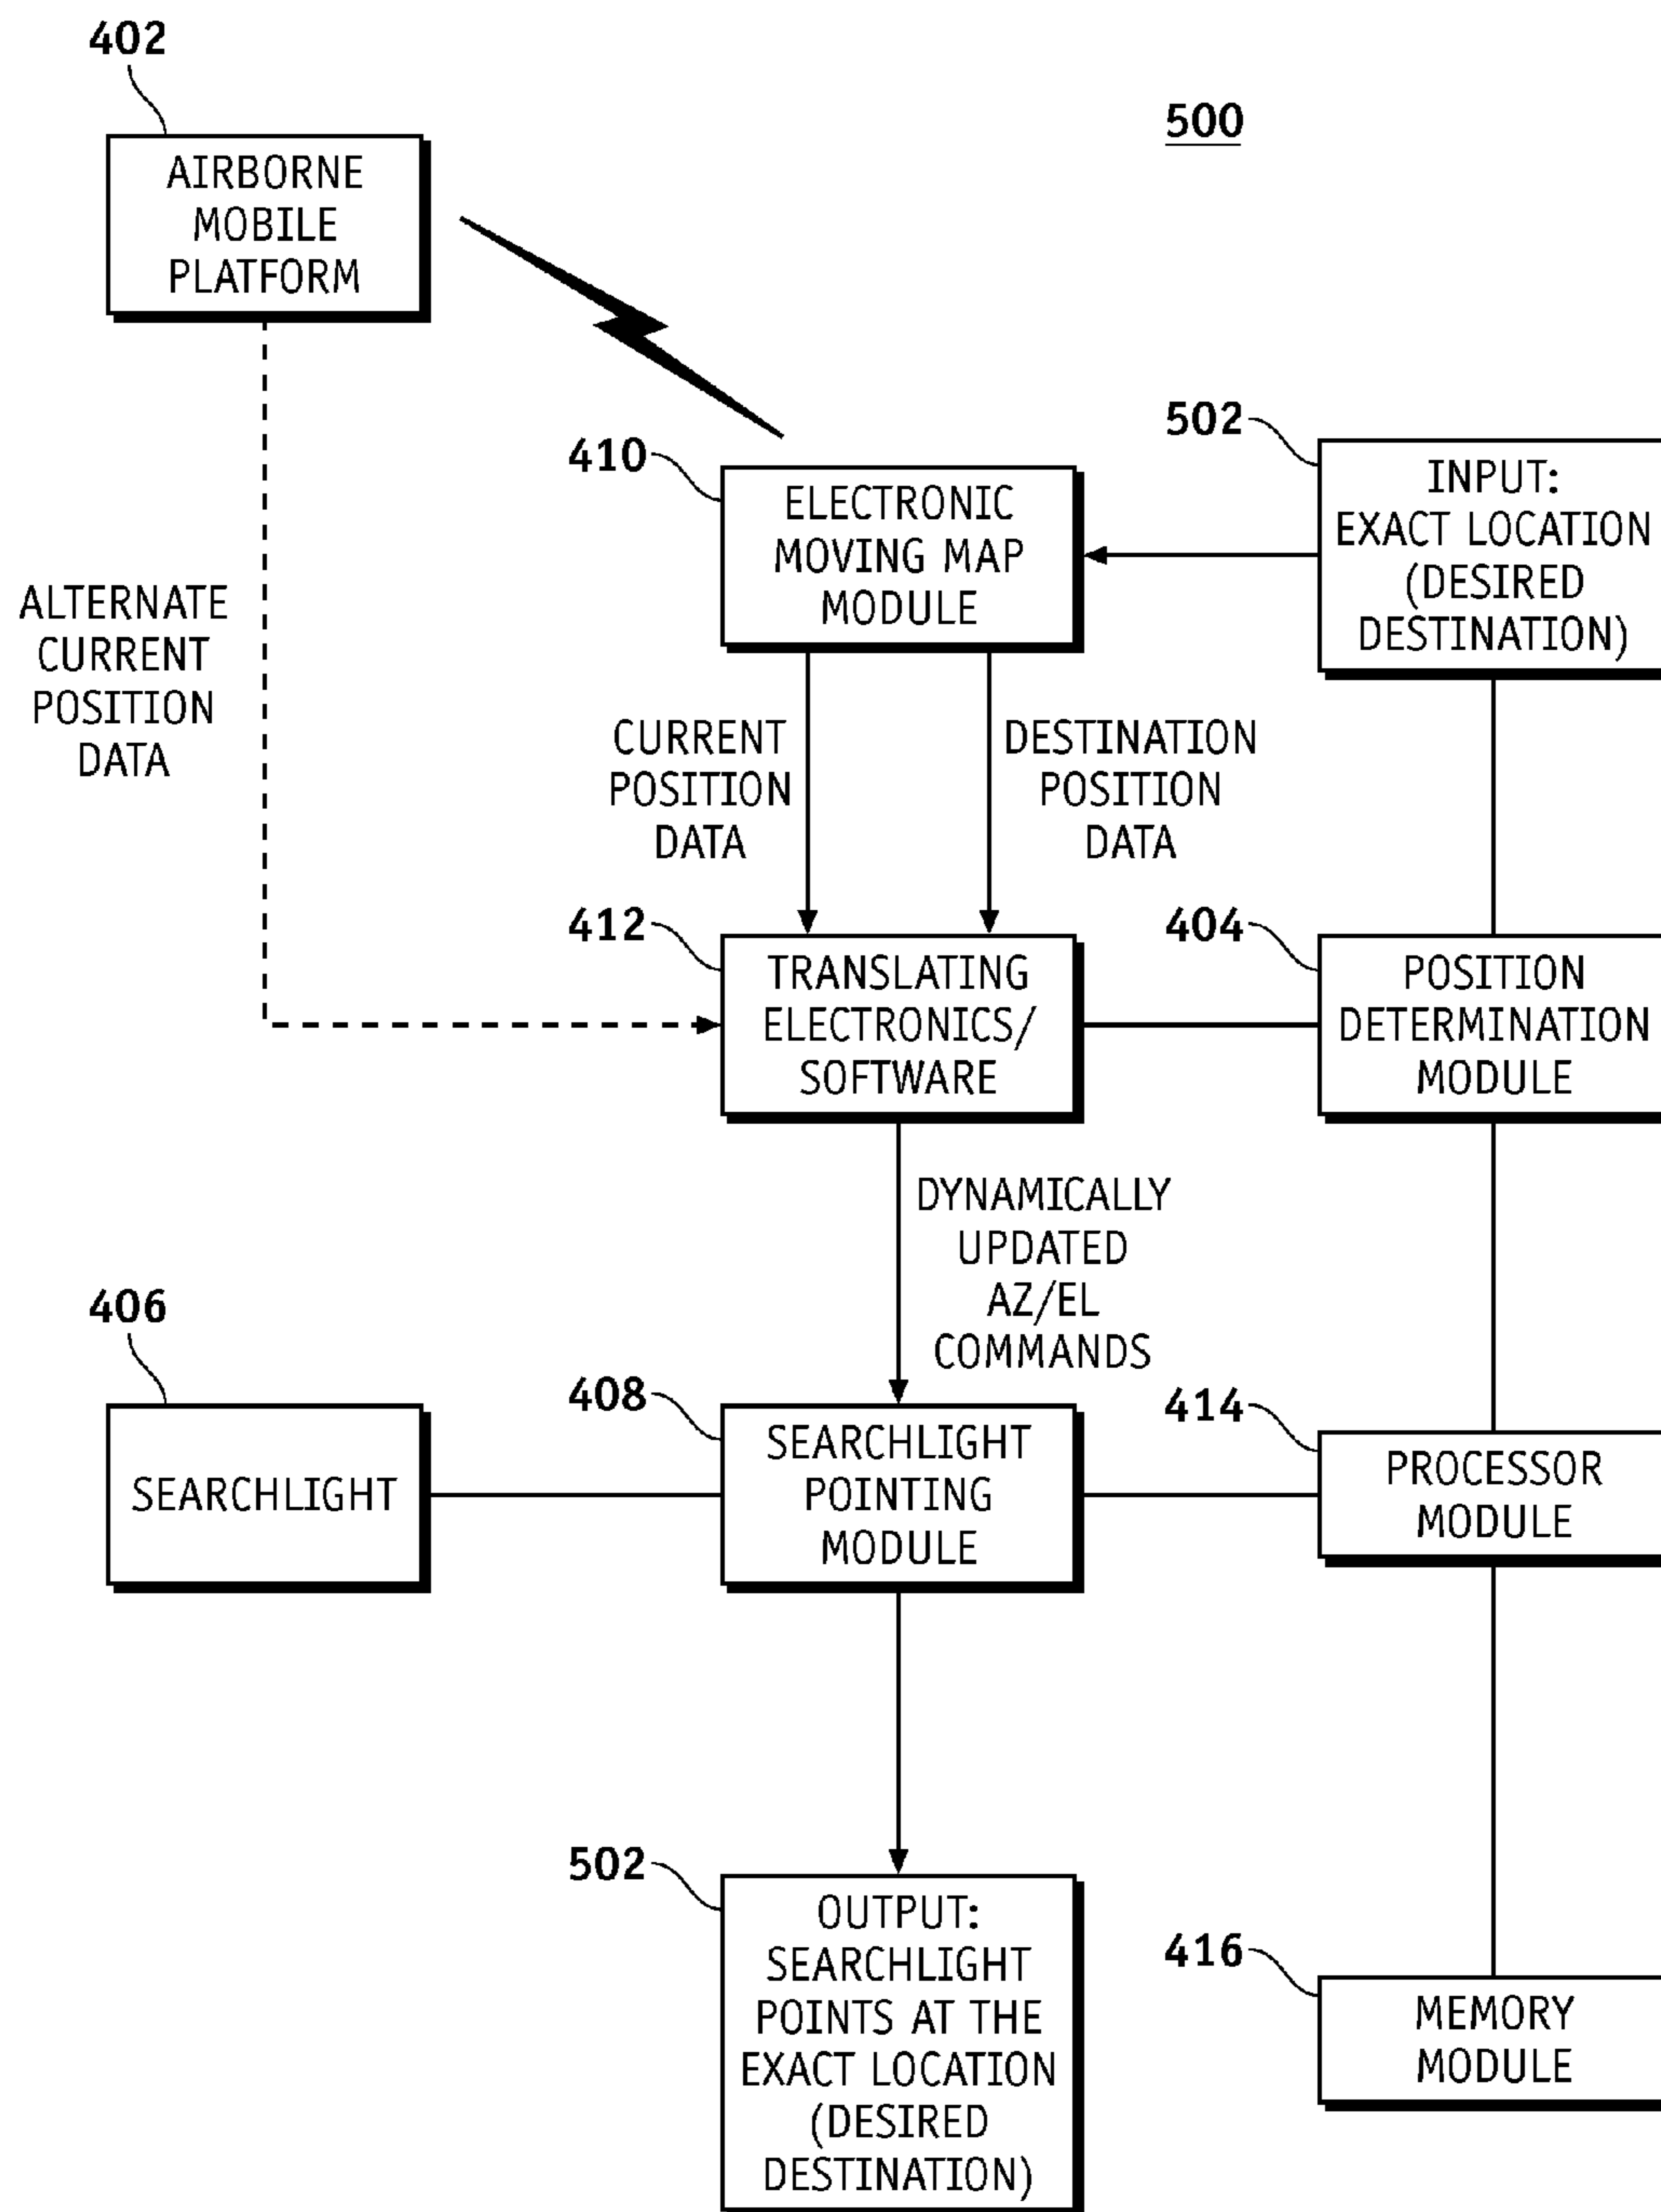 402
500
AIRBORNE
MOBILE
PLATFORM
410
ELECTRONIC
MOVING MAP
MODULE
502
INPUT:
EXACT LOCATION
(DESIRED
DESTINATION)
ALTERNATE
CURRENT
POSITION
DATA
CURRENT
POSITION
DATA
DESTINATION
POSITION
DATA
412
TRANSLATING
ELECTRONICS/
SOFTWARE
404
POSITION
DETERMINATION
MODULE
DYNAMICALLY
UPDATED
AZ/EL
COMMANDS
406
SEARCHLIGHT
408
SEARCHLIGHT
POINTING
MODULE
414
PROCESSOR
MODULE
502
OUTPUT:
SEARCHLIGHT
POINTS AT THE
EXACT LOCATION
(DESIRED
DESTINATION)
416
MEMORY
MODULE